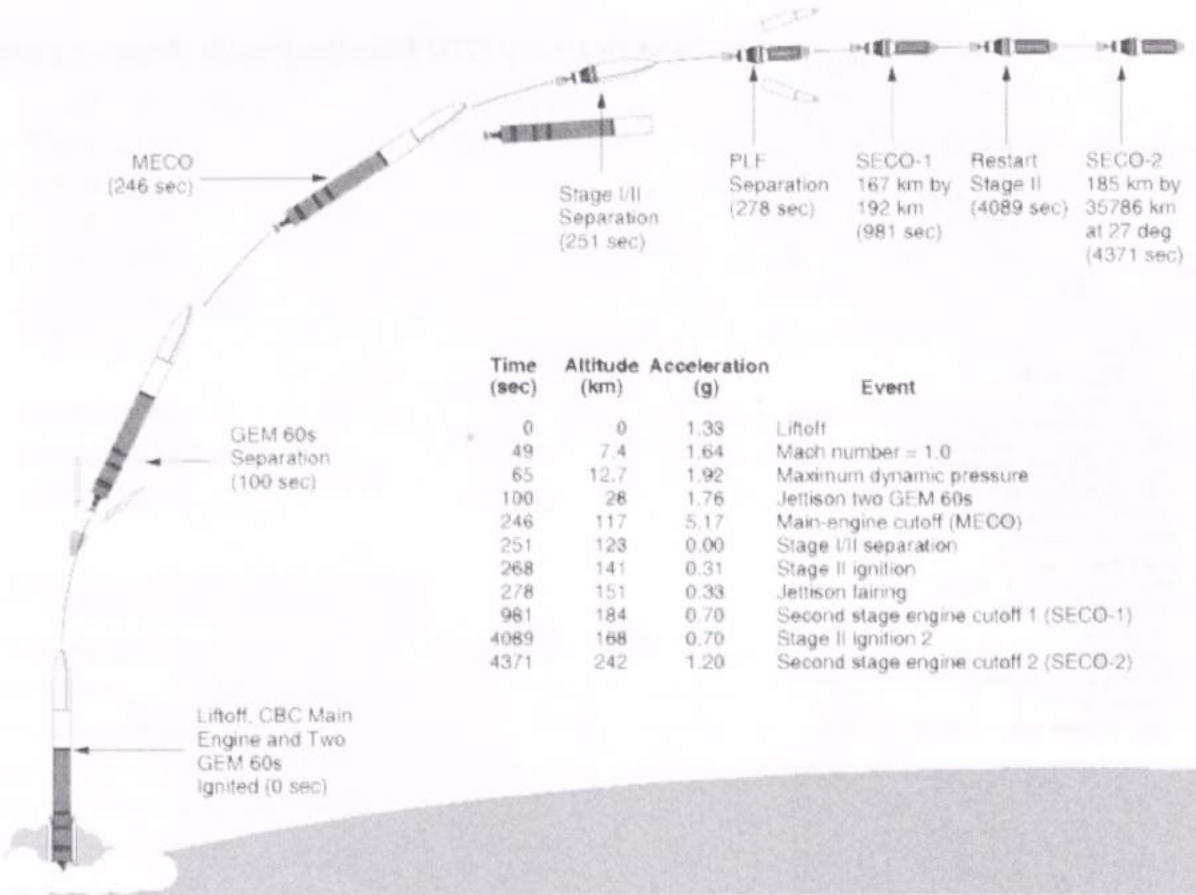 MECO
(246 sec)
Stage I/II
Separation
(251 sec)
PLF
Separation
(278 sec)
SECO-1
167 km by
192 km
(981 sec)
Restart
Stage II
(4089 sec)
SECO-2
185 km by
35786 km
at 27 deg
(4371 sec)
GEM 60s
Separation
(100 sec)
Time (sec) Altitude (km) Acceleration (g) Event
0 0 1.33 Liftoff
49 7.4 1.64 Mach number = 1.0
65 12.7 1.92 Maximum dynamic pressure
100 28 1.76 Jettison two GEM 60s
246 117 5.17 Main-engine cutoff (MECO)
251 123 0.00 Stage I/II separation
268 141 0.31 Stage II ignition
278 151 0.33 Jettison fairing
981 184 0.70 Second stage engine cutoff 1 (SECO-1)
4089 168 0.70 Stage II ignition 2
4371 242 1.20 Second stage engine cutoff 2 (SECO-2)
Liftoff, CBC Main
Engine and Two
GEM 60s
Ignited (0 sec)